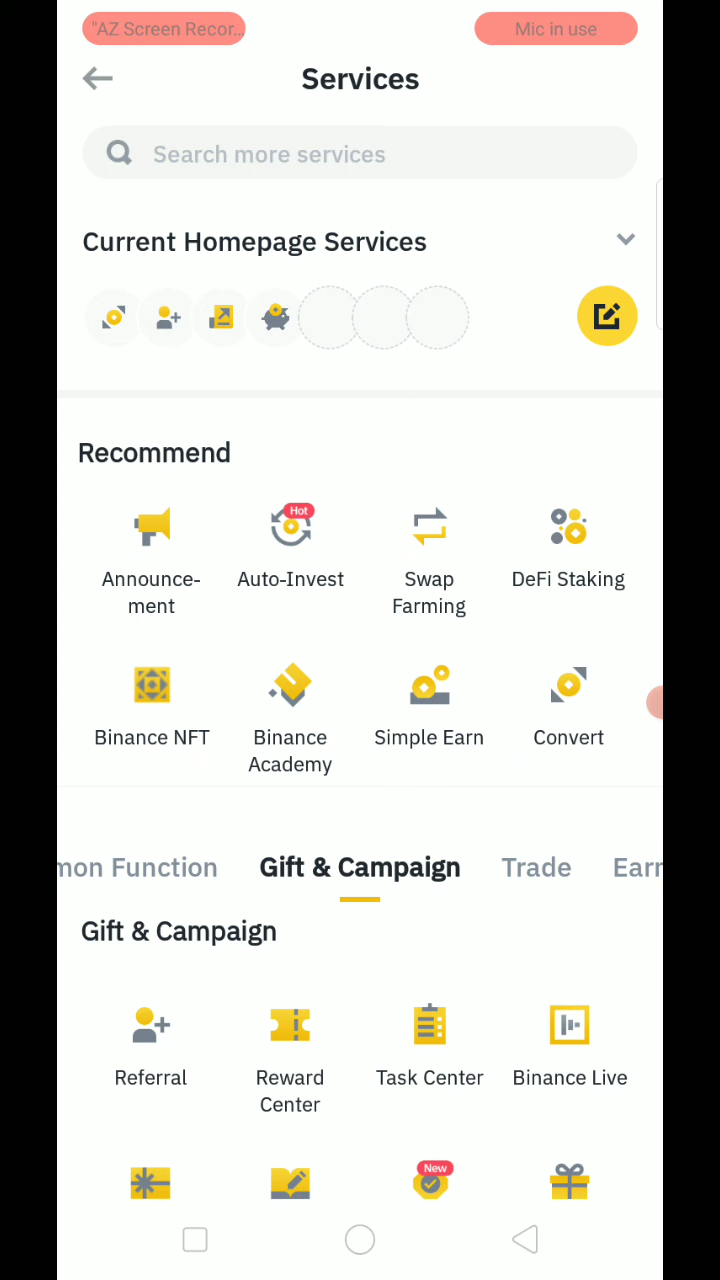 "AZ Screen Recor... Mic in use
Services
Search more services
Current Homepage Services
Recommend
Hot
Announce- Auto-Invest Swap DeFi Staking
ment Farming
Binance NFT Binance Simple Earn Convert
Academy
mon Function Gift & Campaign Trade Earn
Gift & Campaign
Referral Reward Task Center Binance Live
Center
New